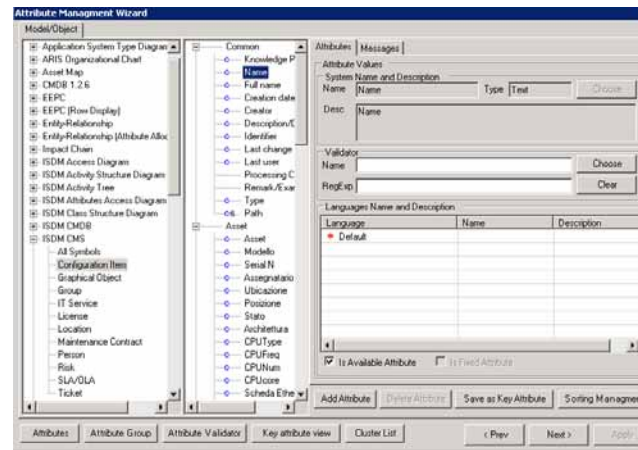 Attribute Managment Wizard
Model/Object
Application System Type Diagran
ARIS Organizational Chart
Asset Map
CMDB 1.2.6
EEPC
EEPC (Row Display)
Entity-Relationship
Entity-Relationship (Attribute Alloc
Impact Chain
ISDM Access Diagram
ISDM Activity Structure Diagram
ISDM Activity Tree
ISDM Attributes Access Diagram
ISDM Class Structure Diagram
ISDM CMDB
ISDM CMS
All Symbols
Configuration Item
Graphical Object
Group
IT Service
License
Location
Maintenance Contract
Person
Risk
SLA/OLA
Ticket
Common
Knowledge P
Name
Full name
Creation date
Creator
Description/D
Identifier
Last change
Last user
Processing C
Remark/Exar
Type
Path
Asset
Asset
Modello
Serial N
Assegnatario
Ubicazione
Posizione
Stato
Architettura
CPUType
CPUFreq
CPUNum
CPUcore
Scheda Ethe
Attributes Messages
Attribute Values
System Name and Description
Name Name Type Text Choose
Desc Name
Validator
Name Choose
RegExp Clear
Languages Name and Description
Language Name Description
Default
Is Available Attribute Is Fixed Attribute
Add Attribute Delete Attribute Save as Key Attribute Sorting Managmer
Attributes Attribute Group Attribute Validator Key attribute view Cluster List < Prev Next > Apply